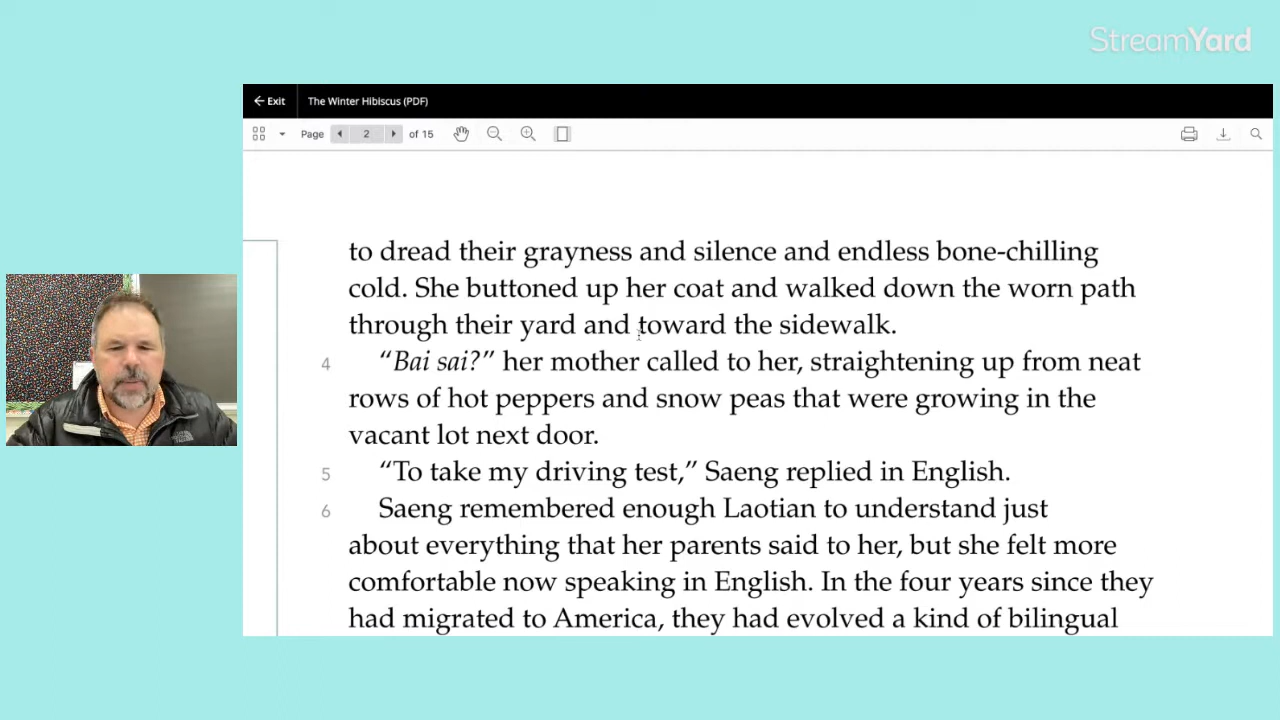 StreamYard
Exit
The Winter Hibiscus (PDF)
Page 2 of 15
to dread their grayness and silence and endless bone-chilling
cold. She buttoned up her coat and walked down the worn path
through their yard and toward the sidewalk.
4 “Bai sai?” her mother called to her, straightening up from neat
rows of hot peppers and snow peas that were growing in the
vacant lot next door.
5 “To take my driving test,” Saeng replied in English.
6 Saeng remembered enough Laotian to understand just
about everything that her parents said to her, but she felt more
comfortable now speaking in English. In the four years since they
had migrated to America, they had evolved a kind of bilingual